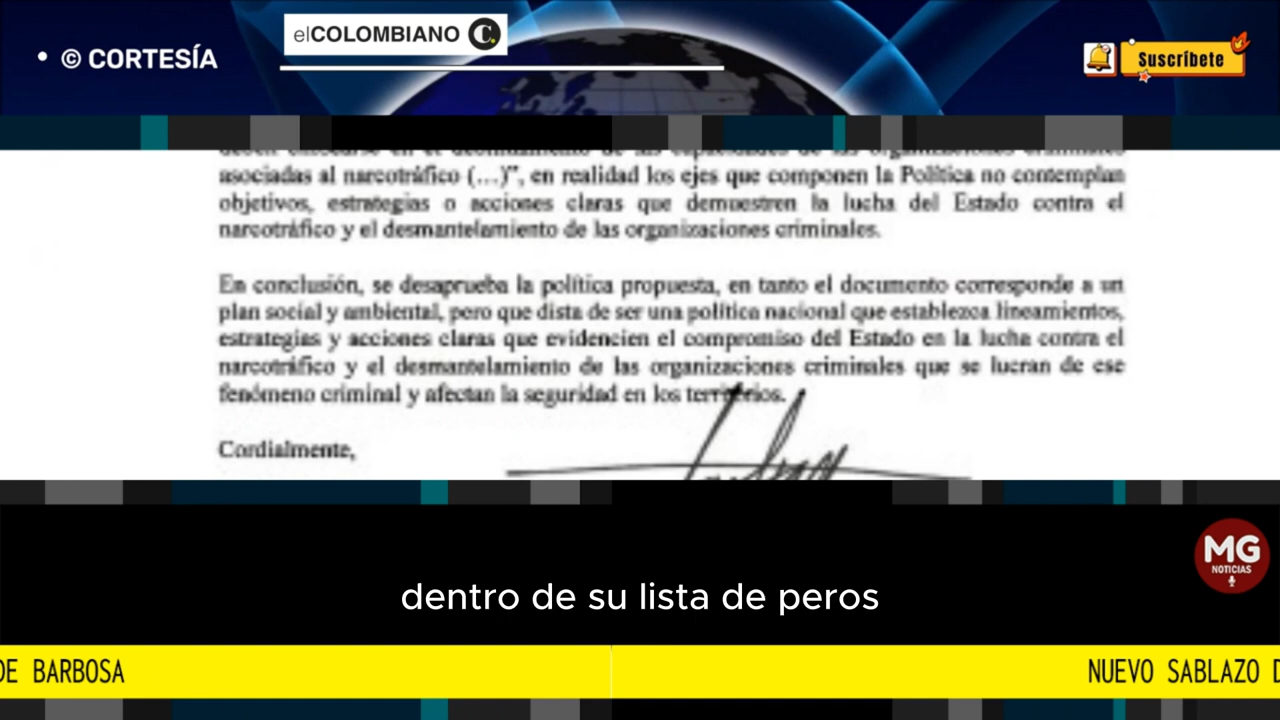 elCOLOMBIANO C
• © CORTESÍA
Suscríbete
asociadas al narcotráfico (...)”, en realidad los ejes que componen la Política no contemplan
objetivos, estrategias o acciones claras que demuestren la lucha del Estado contra el
narcotráfico y el desmantelamiento de las organizaciones criminales.
En conclusión, se desaprueba la política propuesta, en tanto el documento corresponde a un
plan social y ambiental, pero que dista de ser una política nacional que establezca lineamientos,
estrategias y acciones claras que evidencien el compromiso del Estado en la lucha contra el
narcotráfico y el desmantelamiento de las organizaciones criminales que se lucran de ese
fenómeno criminal y afectan la seguridad en los territorios.
Cordialmente,
MG
NOTICIAS
dentro de su lista de peros
DE BARBOSA
NUEVO SABLAZO D